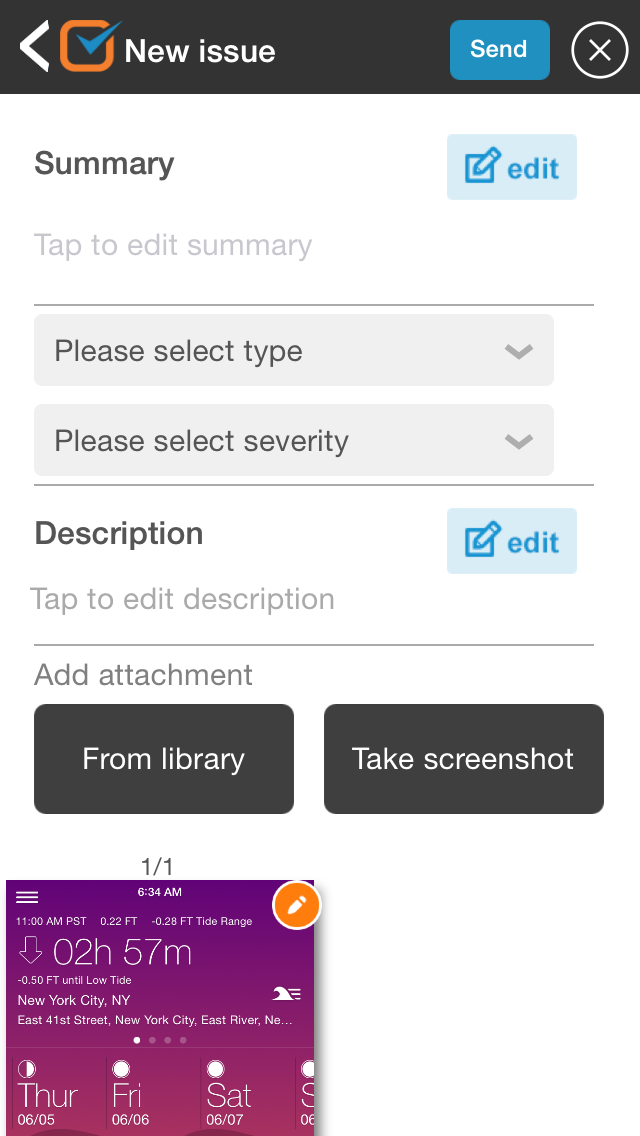 New issue
Send
Summary
edit
Tap to edit summary
Please select type
Please select severity
Description
edit
Tap to edit description
Add attachment
From library
Take screenshot
1/1
6:34 AM
11:00 AM PST 0.22 FT -0.28 FT Tide Range
02h 57m
-0.50 FT until Low Tide
New York City, NY
East 41st Street, New York City, East River, Ne...
Thur Fri Sat S
06/05 06/06 06/07 06